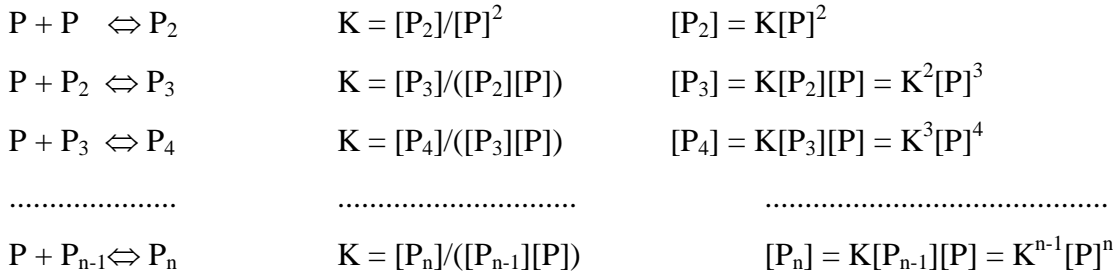 P + P ⇔ P₂ K = [P₂]/[P]² [P₂] = K[P]²
P + P₂ ⇔ P₃ K = [P₃]/([P₂][P]) [P₃] = K[P₂][P] = K²[P]³
P + P₃ ⇔ P₄ K = [P₄]/([P₃][P]) [P₄] = K[P₃][P] = K³[P]⁴
..................... ............................. ..........................................
P + Pₙ₋₁⇔ Pₙ K = [Pₙ]/([Pₙ₋₁][P]) [Pₙ] = K[Pₙ₋₁][P] = Kⁿ⁻¹[P]ⁿ